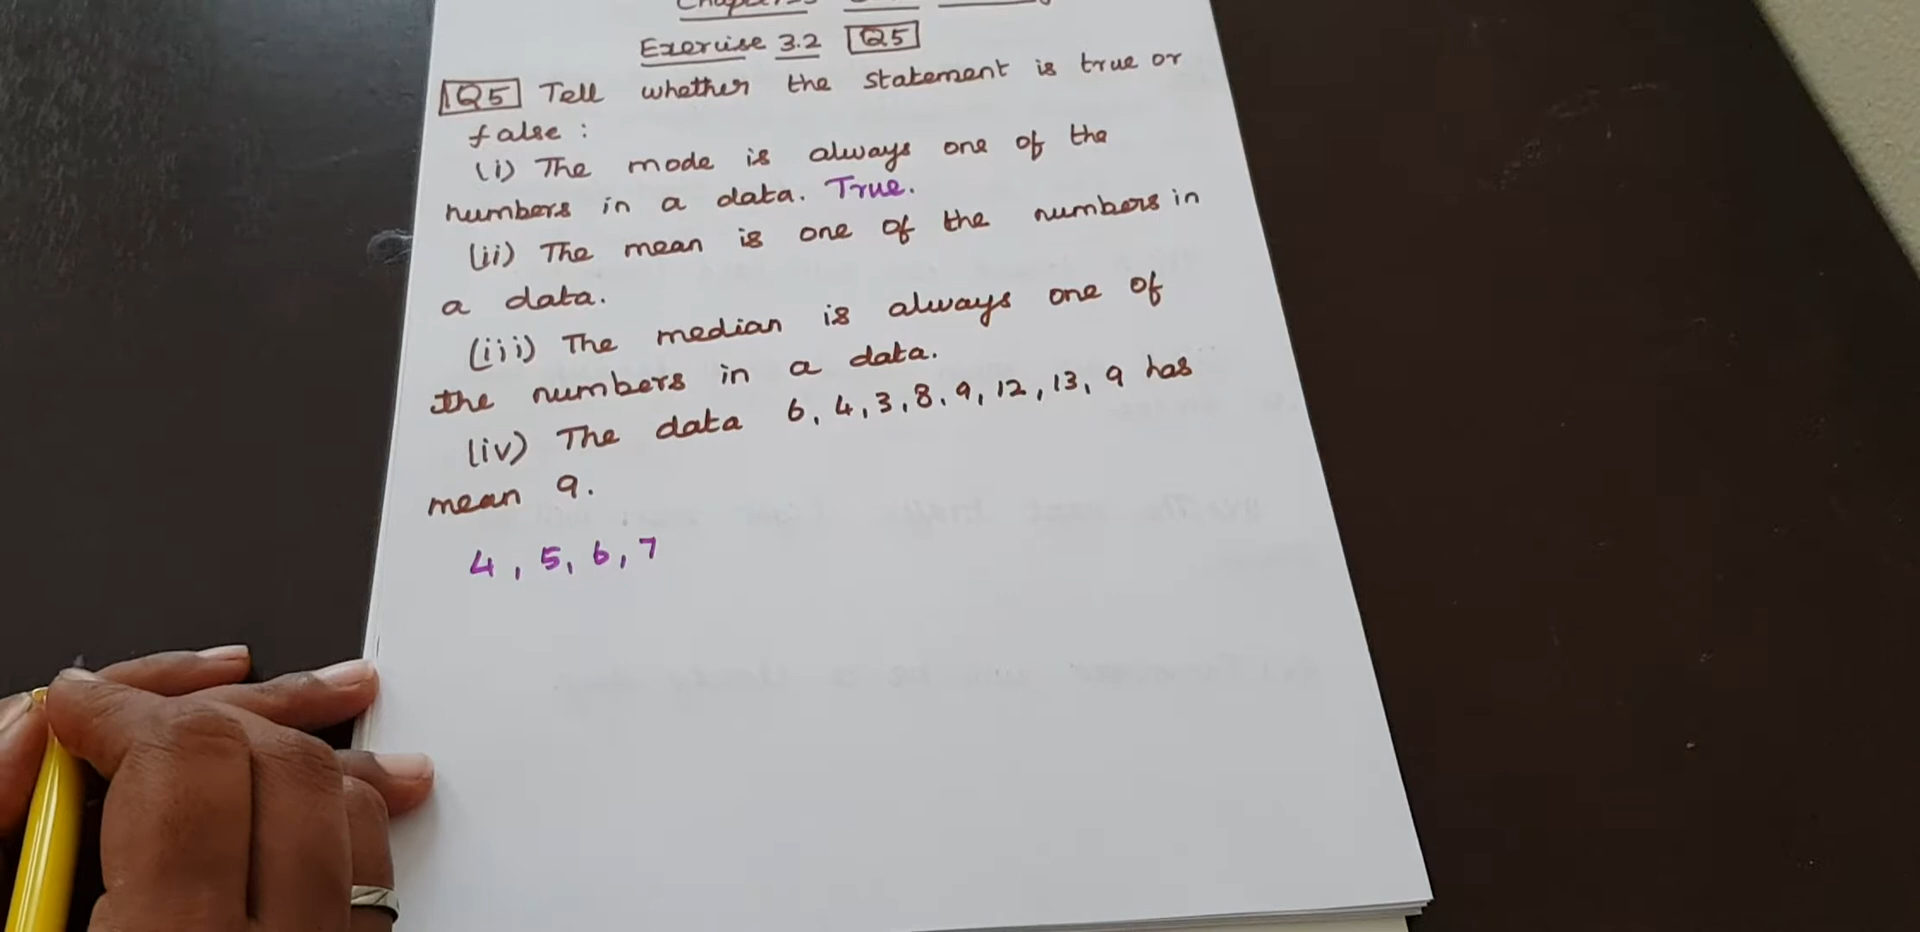 Exercise 3.2 Q5
Q5 Tell whether the statement is true or
false :
(i) The mode is always one of the
numbers in a data. True.
(ii) The mean is one of the numbers in
a data.
(iii) The median is always one of
the numbers in a data.
(iv) The data 6, 4, 3, 8, 9, 12, 13, 9 has
mean 9.
4, 5, 6, 7